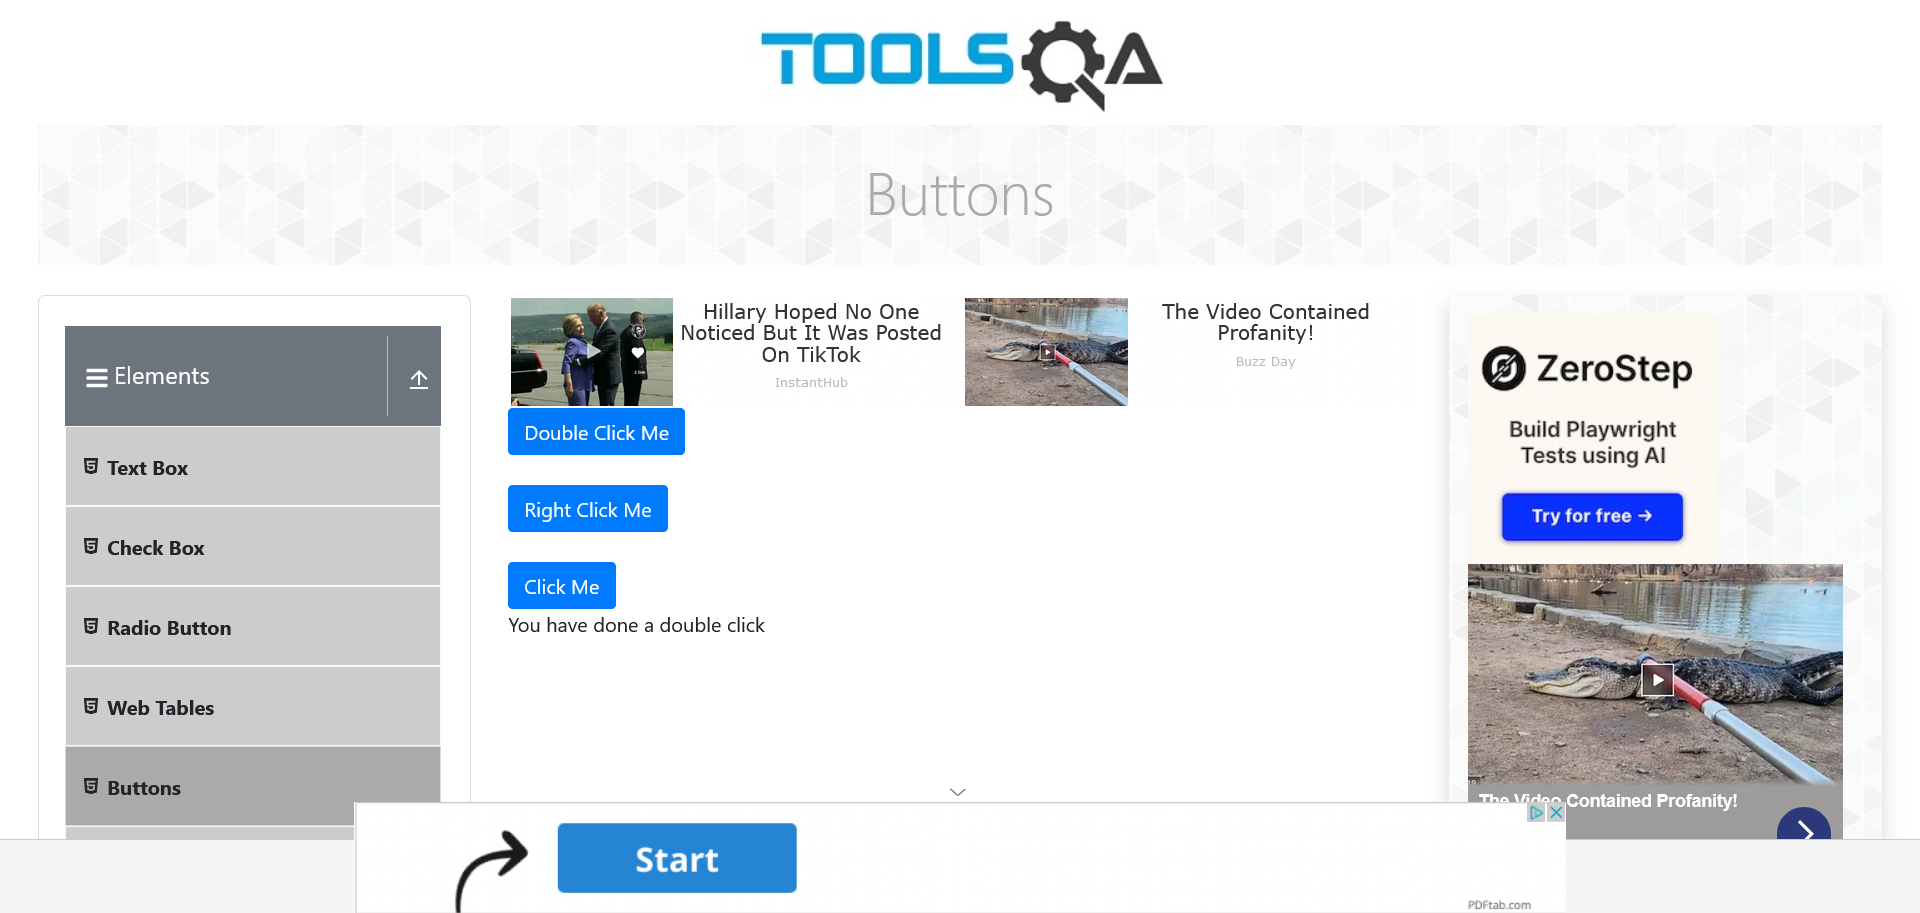 TOOLSQA
Buttons
Elements
Text Box
Check Box
Radio Button
Web Tables
Buttons
Hillary Hoped No One
Noticed But It Was Posted
On TikTok
InstantHub
The Video Contained
Profanity!
Buzz Day
Double Click Me
Right Click Me
Click Me
You have done a double click
ZeroStep
Build Playwright
Tests using AI
Try for free →
The Video Contained Profanity!
Start
PDFtab.com